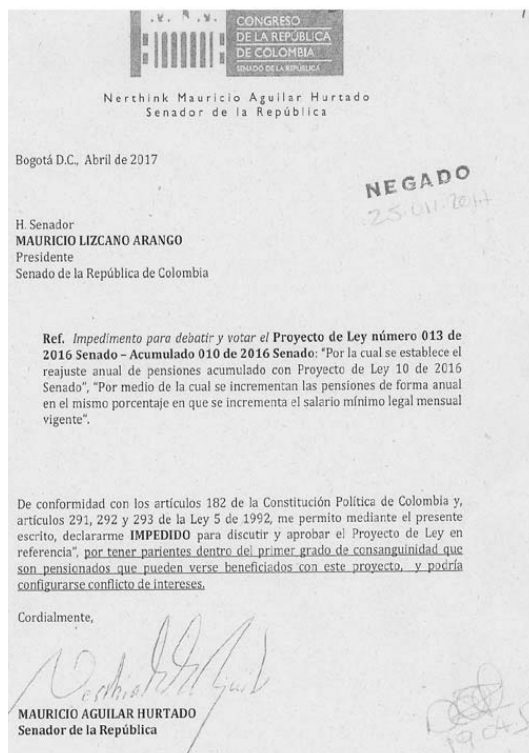 CONGRESO
DE LA REPÚBLICA
DE COLOMBIA
SENADO DE LA REPÚBLICA
Nerthink Mauricio Aguilar Hurtado
Senador de la República
Bogotá D.C., Abril de 2017
NEGADO
H. Senador
MAURICIO LIZCANO ARANGO
Presidente
Senado de la República de Colombia
Ref. Impedimento para debatir y votar el Proyecto de Ley número 013 de
2016 Senado – Acumulado 010 de 2016 Senado: “Por la cual se establece el
reajuste anual de pensiones acumulado con Proyecto de Ley 10 de 2016
Senado”, “Por medio de la cual se incrementan las pensiones de forma anual
en el mismo porcentaje en que se incrementa el salario mínimo legal mensual
vigente”.
De conformidad con los artículos 182 de la Constitución Política de Colombia y,
artículos 291, 292 y 293 de la Ley 5 de 1992, me permito mediante el presente
escrito, declararme IMPEDIDO para discutir y aprobar el Proyecto de Ley en
referencia”, por tener parientes dentro del primer grado de consanguinidad que
son pensionados que pueden verse beneficiados con este proyecto, y podría
configurarse conflicto de intereses.
Cordialmente,
MAURICIO AGUILAR HURTADO
Senador de la República